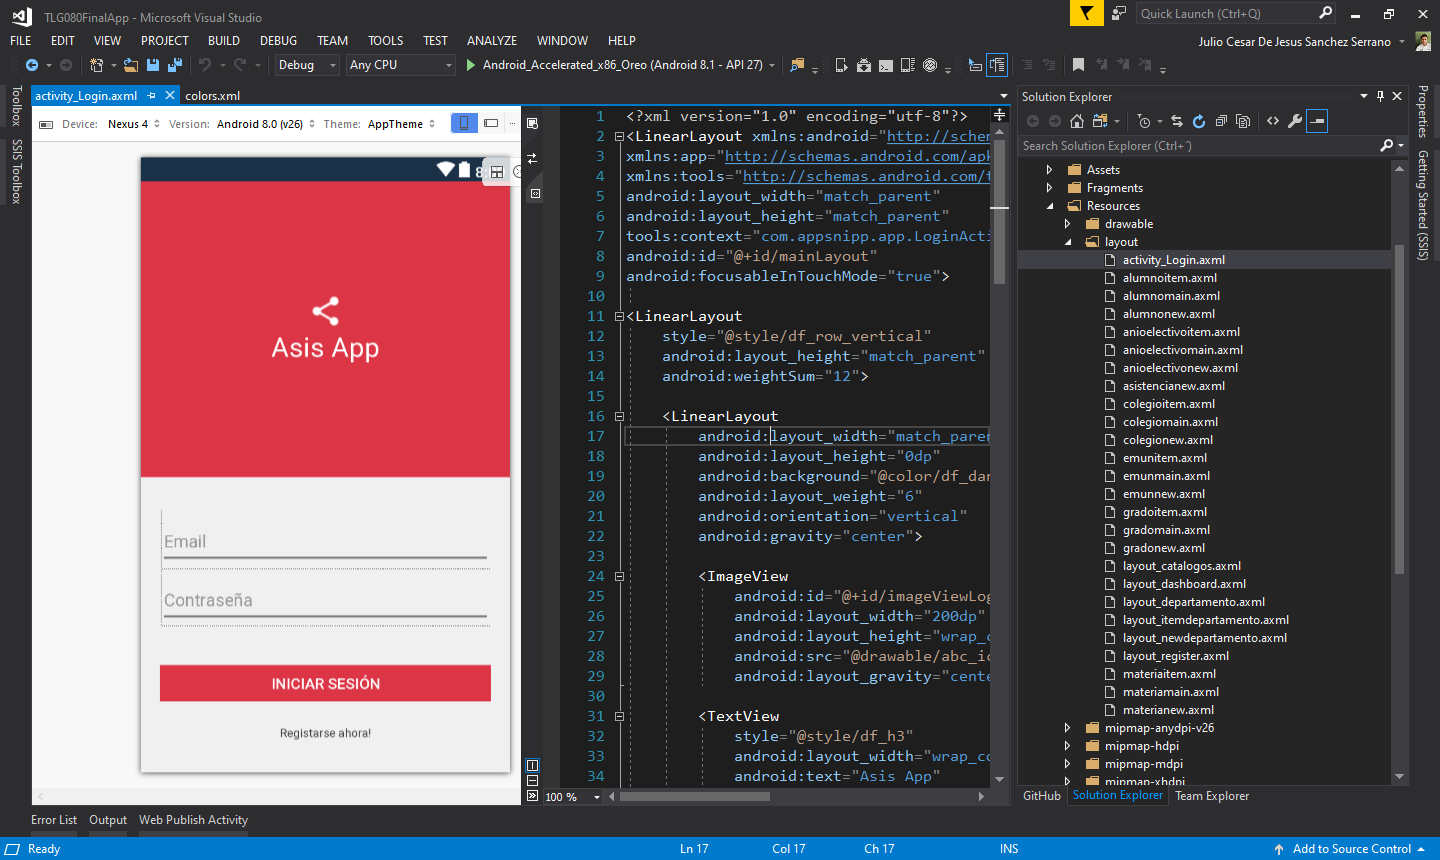 TLG080FinalApp - Microsoft Visual Studio
Quick Launch (Ctrl+Q)
FILE EDIT VIEW PROJECT BUILD DEBUG TEAM TOOLS TEST ANALYZE WINDOW HELP
Julio Cesar De Jesus Sanchez Serrano
Debug Any CPU Android_Accelerated_x86_Oreo (Android 8.1 - API 27)
Toolbox
SSIS Toolbox
activity_Login.axml colors.xml
Device: Nexus 4 Version: Android 8.0 (v26) Theme: AppTheme
Asis App
Email
Contraseña
INICIAR SESIÓN
Registarse ahora!
1 <?xml version="1.0" encoding="utf-8"?>
2 <LinearLayout xmlns:android="http://schem
3 xmlns:app="http://schemas.android.com/apk
4 xmlns:tools="http://schemas.android.com/t
5 android:layout_width="match_parent"
6 android:layout_height="match_parent"
7 tools:context="com.appsnipp.app.LoginActi
8 android:id="@+id/mainLayout"
9 android:focusableInTouchMode="true">
10
11 <LinearLayout
12 style="@style/df_row_vertical"
13 android:layout_height="match_parent"
14 android:weightSum="12">
15
16 <LinearLayout
17 android:layout_width="match_paren
18 android:layout_height="0dp"
19 android:background="@color/df_dar
20 android:layout_weight="6"
21 android:orientation="vertical"
22 android:gravity="center">
23
24 <ImageView
25 android:id="@+id/imageViewLog
26 android:layout_width="200dp"
27 android:layout_height="wrap_c
28 android:src="@drawable/abc_ic
29 android:layout_gravity="cente
30
31 <TextView
32 style="@style/df_h3"
33 android:layout_width="wrap_co
34 android:text="Asis App"
100 %
Solution Explorer
Search Solution Explorer (Ctrl+´)
Assets
Fragments
Resources
drawable
layout
activity_Login.axml
alumnoitem.axml
alumnomain.axml
alumnonew.axml
anioelectivoitem.axml
anioelectivomain.axml
anioelectivonew.axml
asistencianew.axml
colegioitem.axml
colegiomain.axml
colegionew.axml
emunitem.axml
emunmain.axml
emunnew.axml
gradoitem.axml
gradomain.axml
gradonew.axml
layout_catalogos.axml
layout_dashboard.axml
layout_departamento.axml
layout_itemdepartamento.axml
layout_newdepartamento.axml
layout_register.axml
materiaitem.axml
materiamain.axml
materianew.axml
mipmap-anydpi-v26
mipmap-hdpi
mipmap-mdpi
mipmap-xhdpi
GitHub Solution Explorer Team Explorer
Properties
Getting Started (SSIS)
Error List Output Web Publish Activity
Ready Ln 17 Col 17 Ch 17 INS Add to Source Control